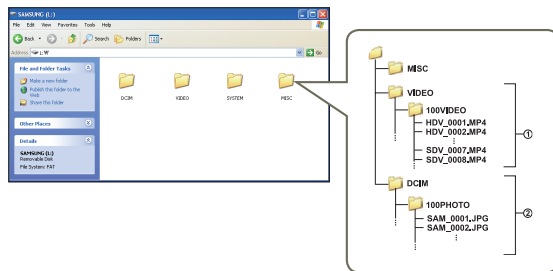 SAMSUNG (L:)
File Edit View Favorites Tools Help
Back Search Folders
Address L:\ Go
File and Folder Tasks
Make a new folder
Publish this folder to the Web
Share this folder
Other Places
Details
SAMSUNG (L:)
Removable Disk
File System: FAT
DCIM VIDEO SYSTEM MISC
MISC
VIDEO
100VIDEO
HDV_0001.MP4
HDV_0002.MP4
SDV_0007.MP4
SDV_0008.MP4
①
DCIM
100PHOTO
SAM_0001.JPG
SAM_0002.JPG
②